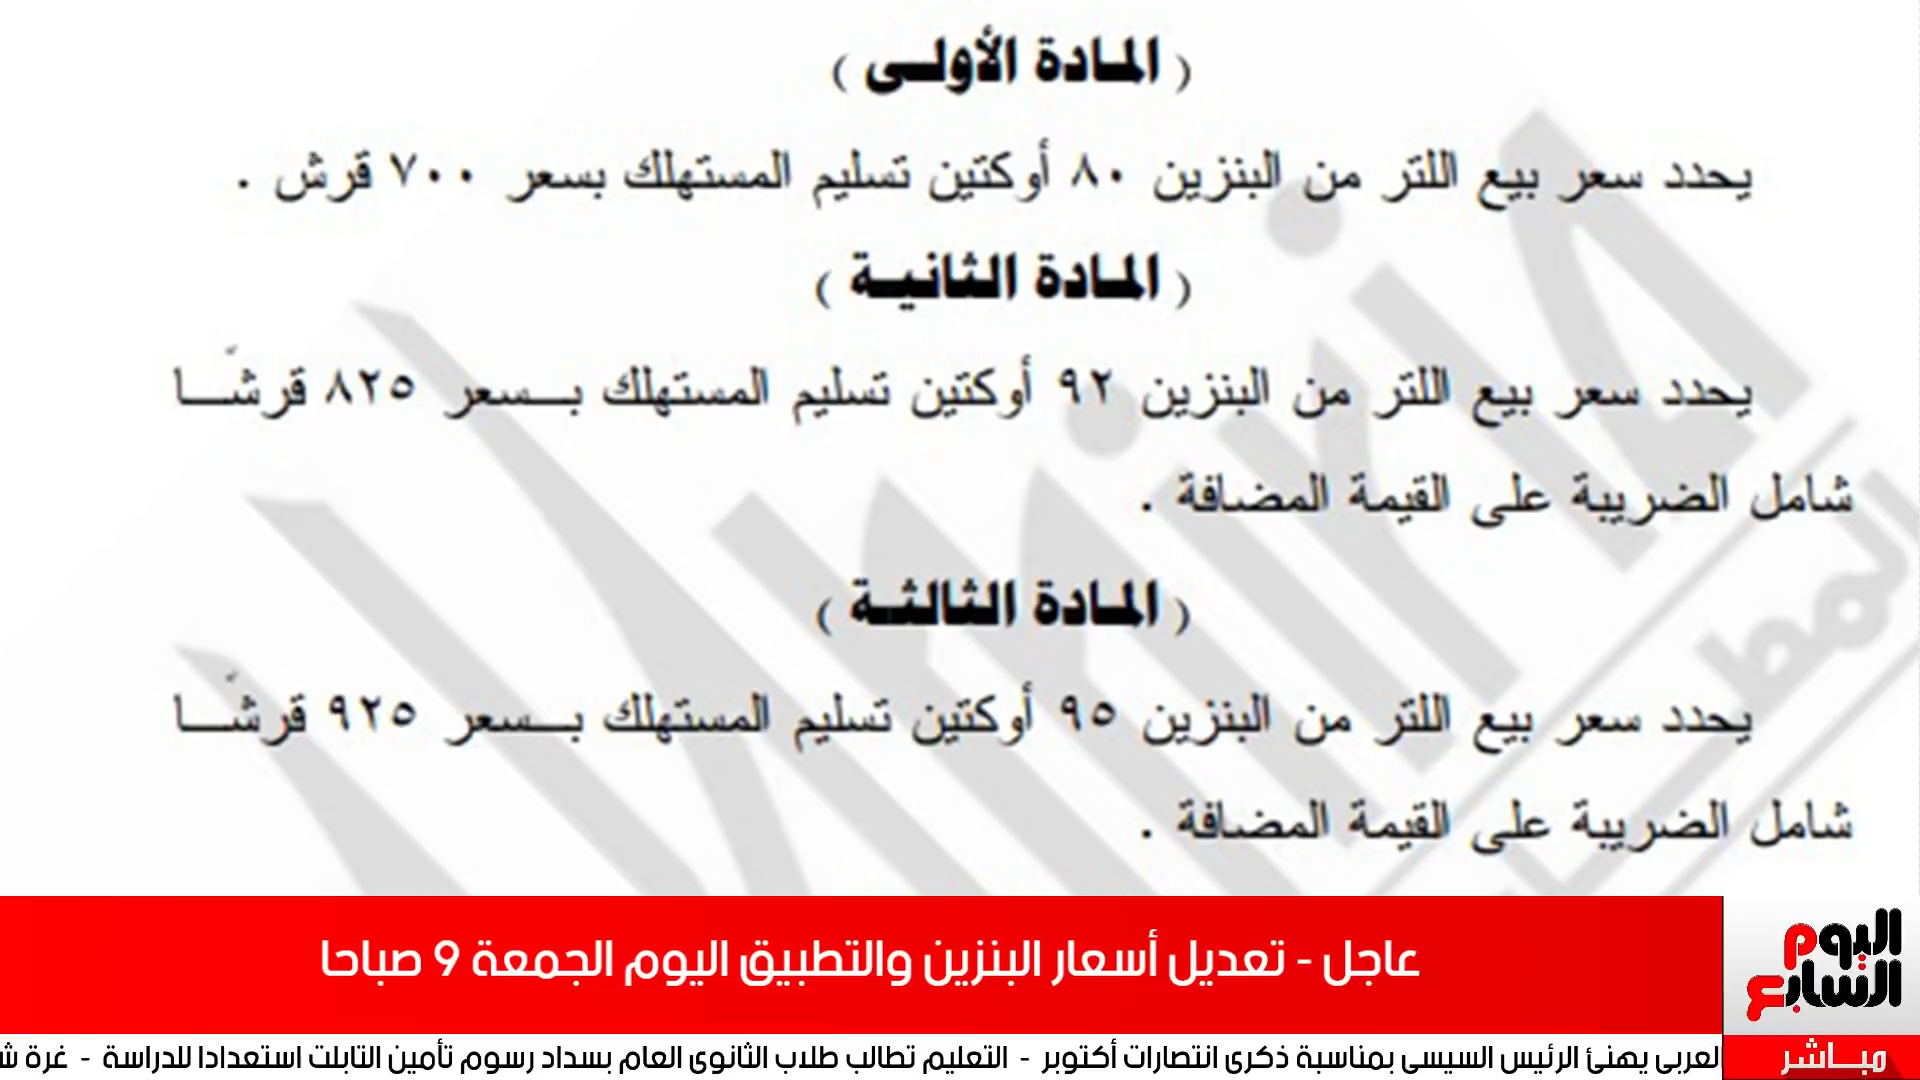 ( المادة الأولى )
يحدد سعر بيع اللتر من البنزين ٨٠ أوكتين تسليم المستهلك بسعر ٧٠٠ قرش .
( المادة الثانية )
يحدد سعر بيع اللتر من البنزين ٩٢ أوكتين تسليم المستهلك بسعر ٨٢٥ قرشًا
شامل الضريبة على القيمة المضافة .
( المادة الثالثة )
يحدد سعر بيع اللتر من البنزين ٩٥ أوكتين تسليم المستهلك بسعر ٩٢٥ قرشًا
شامل الضريبة على القيمة المضافة .
عاجل - تعديل أسعار البنزين والتطبيق اليوم الجمعة 9 صباحا
اليوم
السابع
مباشر
لعربى يهنئ الرئيس السيسى بمناسبة ذكرى انتصارات أكتوبر - التعليم تطالب طلاب الثانوى العام بسداد رسوم تأمين التابلت استعدادا للدراسة - غرة